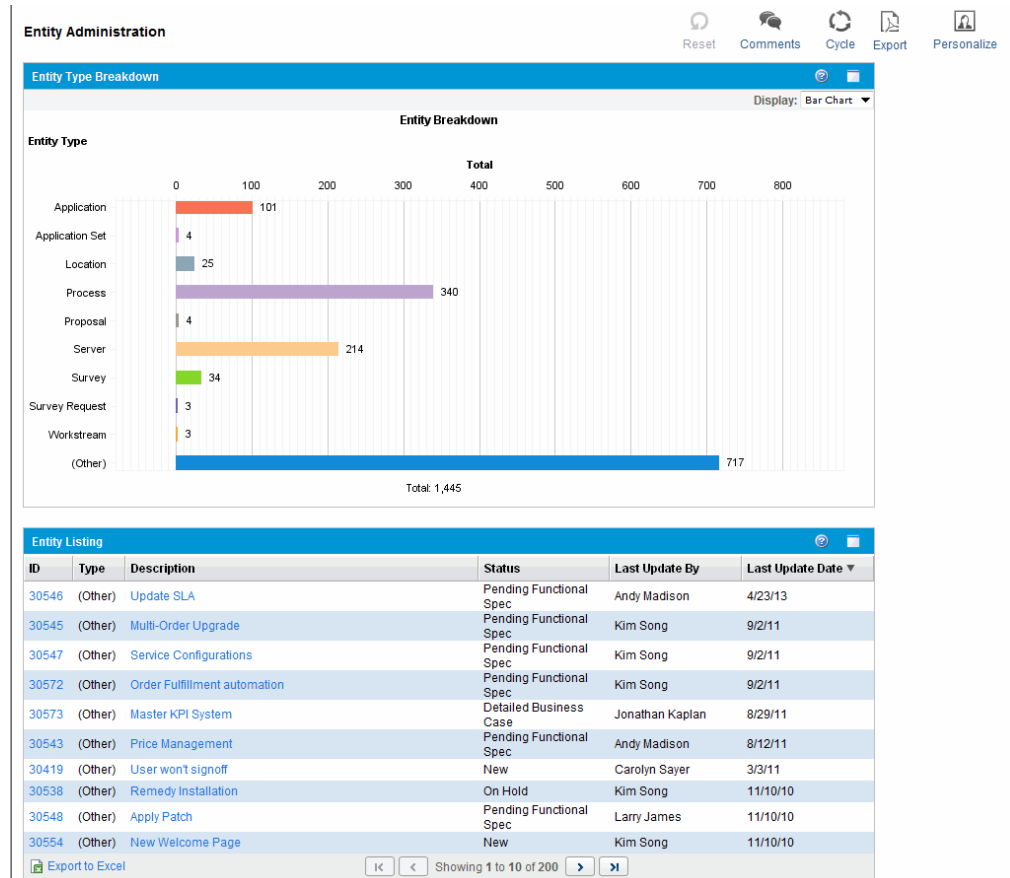 Entity Administration
Reset Comments Cycle Export Personalize
Entity Type Breakdown
Display: Bar Chart
Entity Breakdown
Entity Type
Total
0 100 200 300 400 500 600 700 800
Application 101
Application Set 4
Location 25
Process 340
Proposal 4
Server 214
Survey 34
Survey Request 3
Workstream 3
(Other) 717
Total: 1,445
Entity Listing
ID Type Description Status Last Update By Last Update Date
30546 (Other) Update SLA Pending Functional Spec Andy Madison 4/23/13
30545 (Other) Multi-Order Upgrade Pending Functional Spec Kim Song 9/2/11
30547 (Other) Service Configurations Pending Functional Spec Kim Song 9/2/11
30572 (Other) Order Fulfillment automation Pending Functional Spec Kim Song 9/2/11
30573 (Other) Master KPI System Detailed Business Case Jonathan Kaplan 8/29/11
30543 (Other) Price Management Pending Functional Spec Andy Madison 8/12/11
30419 (Other) User won't signoff New Carolyn Sayer 3/3/11
30538 (Other) Remedy Installation On Hold Kim Song 11/10/10
30548 (Other) Apply Patch Pending Functional Spec Larry James 11/10/10
30554 (Other) New Welcome Page New Kim Song 11/10/10
Export to Excel Showing 1 to 10 of 200